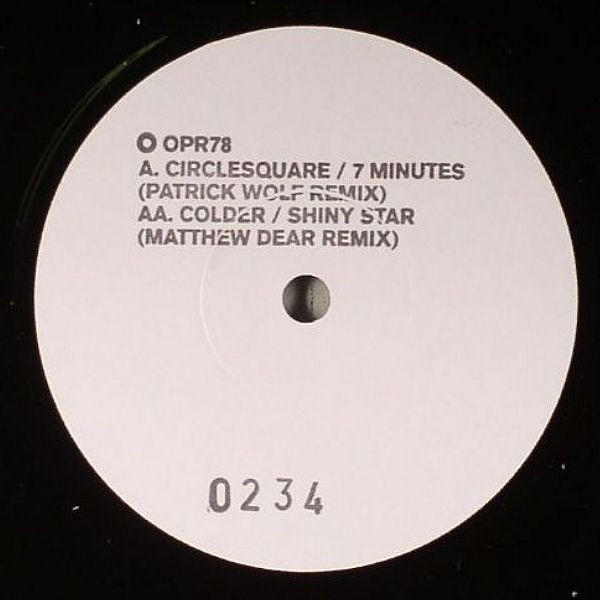 OPR78
A. CIRCLESQUARE / 7 MINUTES
(PATRICK WOLF REMIX)
AA. COLDER / SHINY STAR
(MATTHEW DEAR REMIX)
0234